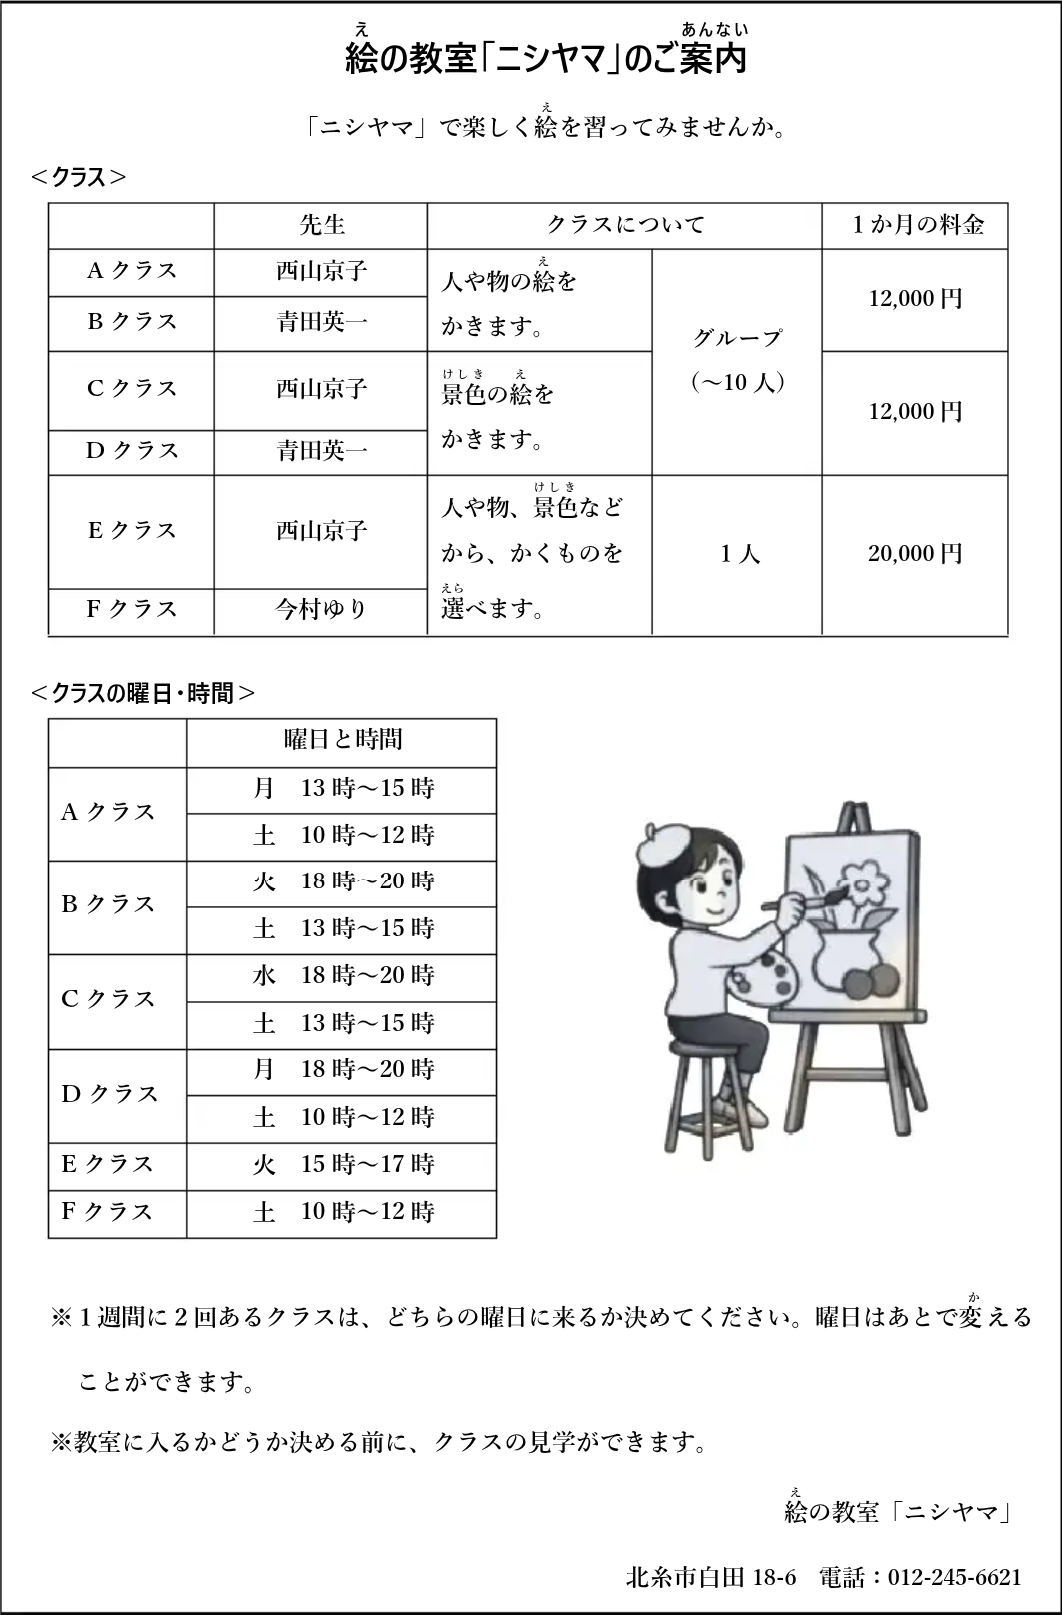 絵の教室「ニシヤマ」のご案内
え
あんない
「ニシヤマ」で楽しく絵を習ってみませんか。
え
＜クラス＞
先生 クラスについて 1か月の料金
Aクラス 西山京子
Bクラス 青田英一
人や物の絵を
え
かきます。
12,000円
Cクラス 西山京子
Dクラス 青田英一
景色の絵を
けしき え
かきます。
グループ
（～10人）
12,000円
Eクラス 西山京子
Fクラス 今村ゆり
人や物、景色など
けしき
から、かくものを
選べます。
えら
1人
20,000円
＜クラスの曜日・時間＞
曜日と時間
Aクラス 月 13時～15時
土 10時～12時
Bクラス 火 18時～20時
土 13時～15時
Cクラス 水 18時～20時
土 13時～15時
Dクラス 月 18時～20時
土 10時～12時
Eクラス 火 15時～17時
Fクラス 土 10時～12時
※1週間に2回あるクラスは、どちらの曜日に来るか決めてください。曜日はあとで変える
か
ことができます。
※教室に入るかどうか決める前に、クラスの見学ができます。
絵の教室「ニシヤマ」
え
北糸市白田18-6 電話：012-245-6621